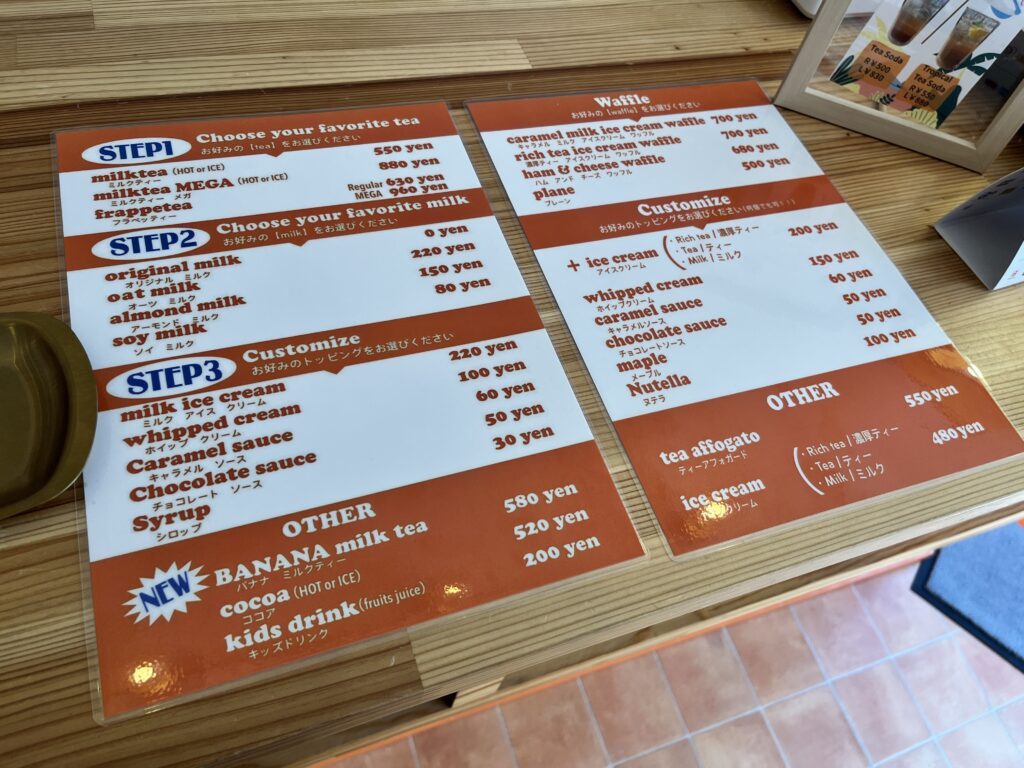 STEP1 Choose your favorite tea
お好みの【tea】をお選びください
milktea (HOT or ICE) 550 yen
ミルクティー
milktea MEGA (HOT or ICE) 880 yen
ミルクティー メガ
frappetea Regular 630 yen
フラペクティー MEGA 960 yen
STEP2 Choose your favorite milk
お好みの【milk】をお選びください
original milk 0 yen
オリジナル ミルク
oat milk 220 yen
オーツ ミルク
almond milk 150 yen
アーモンド ミルク
soy milk 80 yen
ソイ ミルク
STEP3 Customize
お好みのトッピングをお選びください
milk ice cream 220 yen
ミルク アイス クリーム
whipped cream 100 yen
ホイップ クリーム
Caramel sauce 60 yen
キャラメル ソース
Chocolate sauce 50 yen
チョコレート ソース
Syrup 30 yen
シロップ
OTHER
NEW BANANA milk tea 580 yen
バナナ ミルクティー
cocoa (HOT or ICE) 520 yen
ココア
kids drink (fruits juice) 200 yen
キッズドリンク
Waffle
お好みの【waffle】をお選びください
caramel milk ice cream waffle 700 yen
キャラメル ミルク アイスクリーム ワッフル
rich tea ice cream waffle 700 yen
濃厚ティー アイスクリーム ワッフル
ham & cheese waffle 680 yen
ハム アンド チーズ ワッフル
plane 500 yen
プレーン
Customize
お好みのトッピングをお選びください
+ ice cream 200 yen
アイスクリーム
・Rich tea / 濃厚ティー
・Tea / ティー
・Milk / ミルク
whipped cream 150 yen
ホイップクリーム
caramel sauce 60 yen
キャラメルソース
chocolate sauce 50 yen
チョコレートソース
maple 50 yen
メープル
Nutella 100 yen
ヌテラ
OTHER
tea affogato 550 yen
ティーアフォガード
ice cream 480 yen
アイスクリーム
・Rich tea / 濃厚ティー
・Tea / ティー
・Milk / ミルク
Tea Soda
R ¥500
L ¥830
Tropical
Tea Soda
R ¥550
L ¥880